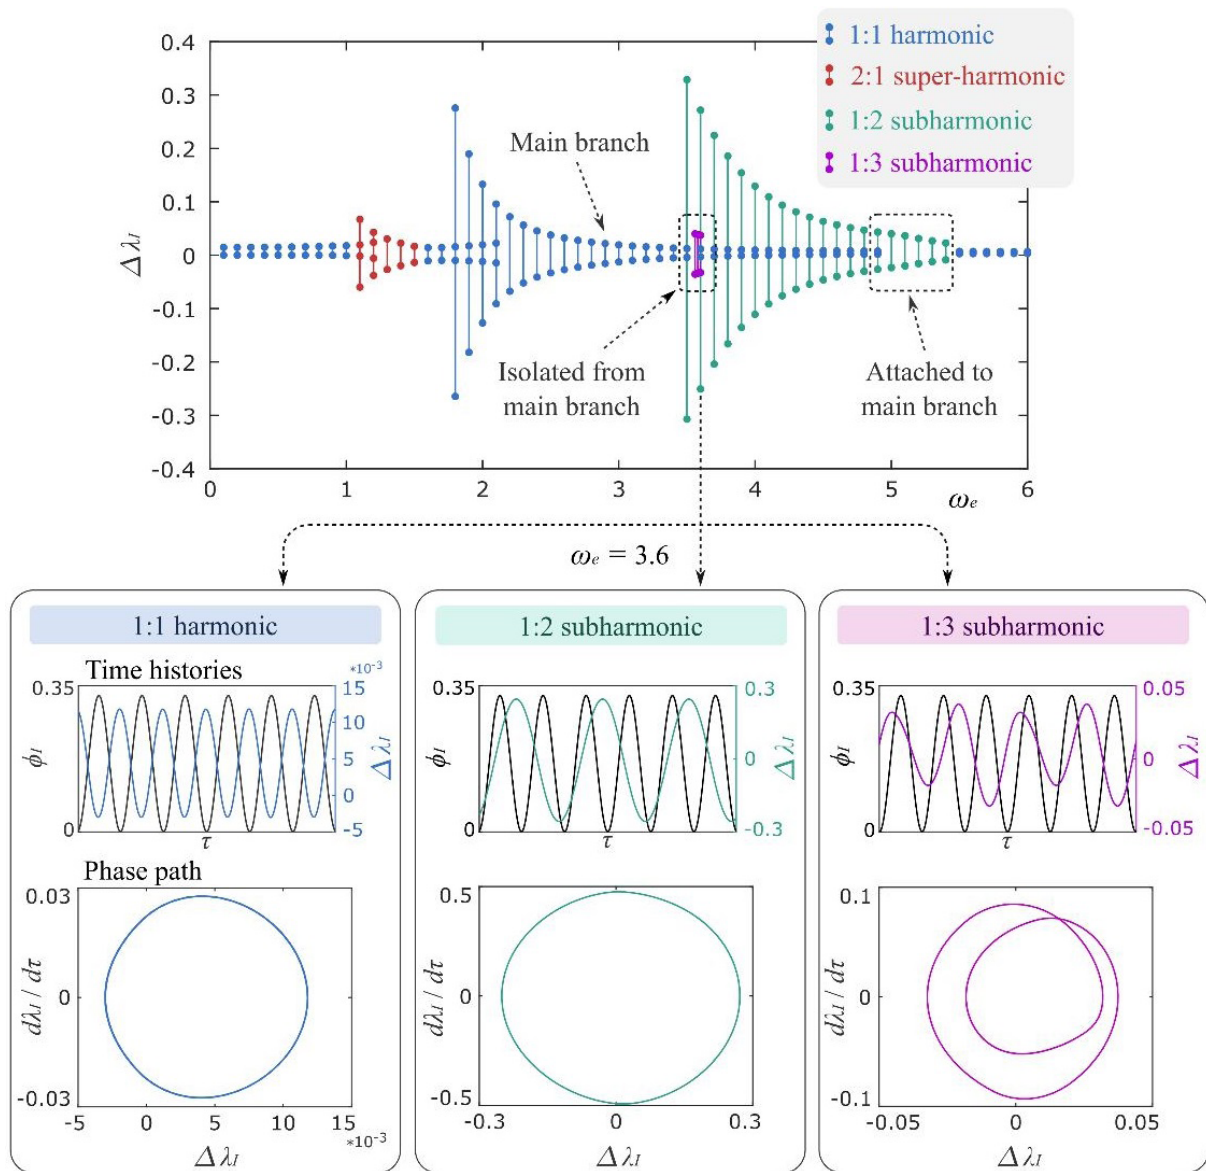 1:1 harmonic
2:1 super-harmonic
1:2 subharmonic
1:3 subharmonic
0.4
0.3
0.2
0.1
0
-0.1
-0.2
-0.3
-0.4
Δλ_I
Main branch
Isolated from
main branch
Attached to
main branch
0 1 2 3 4 5 6
ω_e
ω_e = 3.6
1:1 harmonic
Time histories
*10⁻³
0.35
0
ϕ_I
15
10
5
0
-5
Δλ_I
τ
Phase path
0.03
0
-0.03
dλ_I / dτ
-5 0 5 10 15
*10⁻³
Δλ_I
1:2 subharmonic
0.35
0
ϕ_I
0.3
0
-0.3
Δλ_I
τ
0.5
0
-0.5
dλ_I / dτ
-0.3 0 0.3
Δλ_I
1:3 subharmonic
0.35
0
ϕ_I
0.05
0
-0.05
Δλ_I
τ
0.1
0
-0.1
dλ_I / dτ
-0.05 0 0.05
Δλ_I